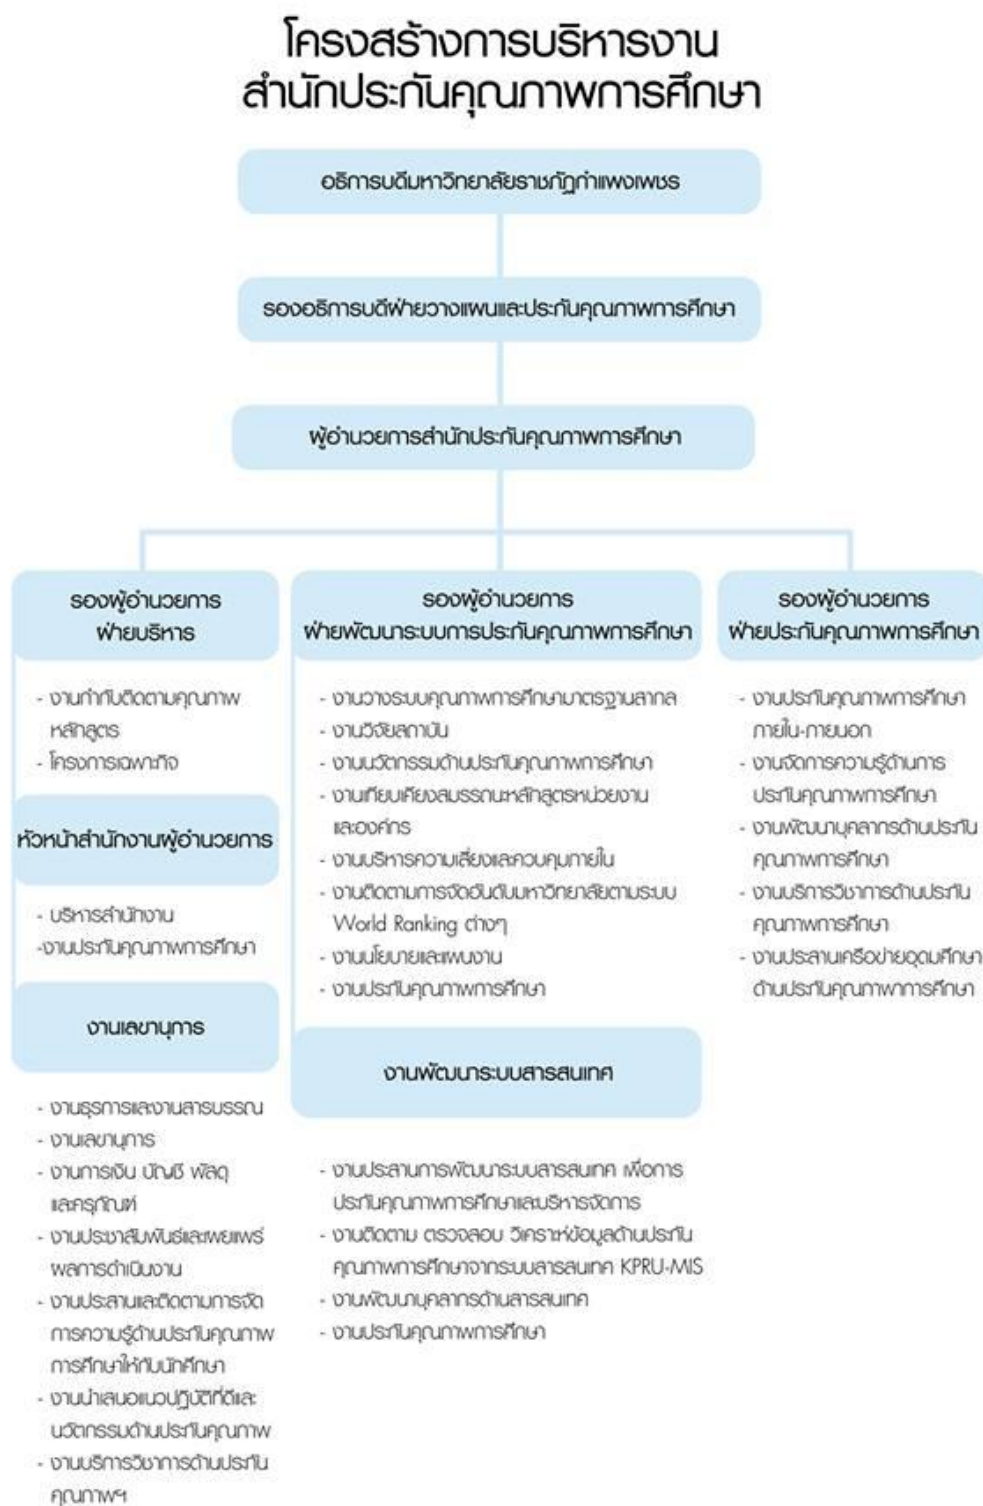 โครงสร้างการบริหารงาน
สำนักประกันคุณภาพการศึกษา
อธิการบดีมหาวิทยาลัยราชภัฏกำแพงเพชร
รองอธิการบดีฝ่ายวางแผนและประกันคุณภาพการศึกษา
ผู้อำนวยการสำนักประกันคุณภาพการศึกษา
รองผู้อำนวยการ
ฝ่ายบริหาร
- งานกำกับติดตามคุณภาพ
หลักสูตร
- โครงการเฉพาะกิจ
หัวหน้าสำนักงานผู้อำนวยการ
- บริหารสำนักงาน
-งานประกันคุณภาพการศึกษา
งานเลขานุการ
- งานธุรการและงานสารบรรณ
- งานเลขานุการ
- งานการเงิน บัญชี พัสดุ
และครุภัณฑ์
- งานประชาสัมพันธ์และเผยแพร่
ผลการดำเนินงาน
- งานประสานและติดตามการจัด
การความรู้ด้านประกันคุณภาพ
การศึกษาให้กับนักศึกษา
- งานนำเสนอแนวปฏิบัติที่ดีและ
นวัตกรรมด้านประกันคุณภาพ
- งานบริการวิชาการด้านประกัน
คุณภาพฯ
รองผู้อำนวยการ
ฝ่ายพัฒนาระบบการประกันคุณภาพการศึกษา
- งานวางระบบคุณภาพการศึกษามาตรฐานสากล
- งานวิจัยสถาบัน
- งานนวัตกรรมด้านประกันคุณภาพการศึกษา
- งานเทียบเคียงสมรรถนะหลักสูตรหน่วยงาน
และองค์กร
- งานบริหารความเสี่ยงและควบคุมภายใน
- งานติดตามการจัดอันดับมหาวิทยาลัยตามระบบ
World Ranking ต่างๆ
- งานนโยบายและแผนงาน
- งานประกันคุณภาพการศึกษา
งานพัฒนาระบบสารสนเทศ
- งานประสานการพัฒนาระบบสารสนเทศ เพื่อการ
ประกันคุณภาพการศึกษาและบริหารจัดการ
- งานติดตาม ตรวจสอบ วิเคราะห์ข้อมูลด้านประกัน
คุณภาพการศึกษาจากระบบสารสนเทศ KPRU-MIS
- งานพัฒนาบุคลากรด้านสารสนเทศ
- งานประกันคุณภาพการศึกษา
รองผู้อำนวยการ
ฝ่ายประกันคุณภาพการศึกษา
- งานประกันคุณภาพการศึกษา
ภายใน-ภายนอก
- งานจัดการความรู้ด้านการ
ประกันคุณภาพการศึกษา
- งานพัฒนาบุคลากรด้านประกัน
คุณภาพการศึกษา
- งานบริการวิชาการด้านประกัน
คุณภาพการศึกษา
- งานประสานเครือข่ายอุดมศึกษา
ด้านประกันคุณภาพาการศึกษา